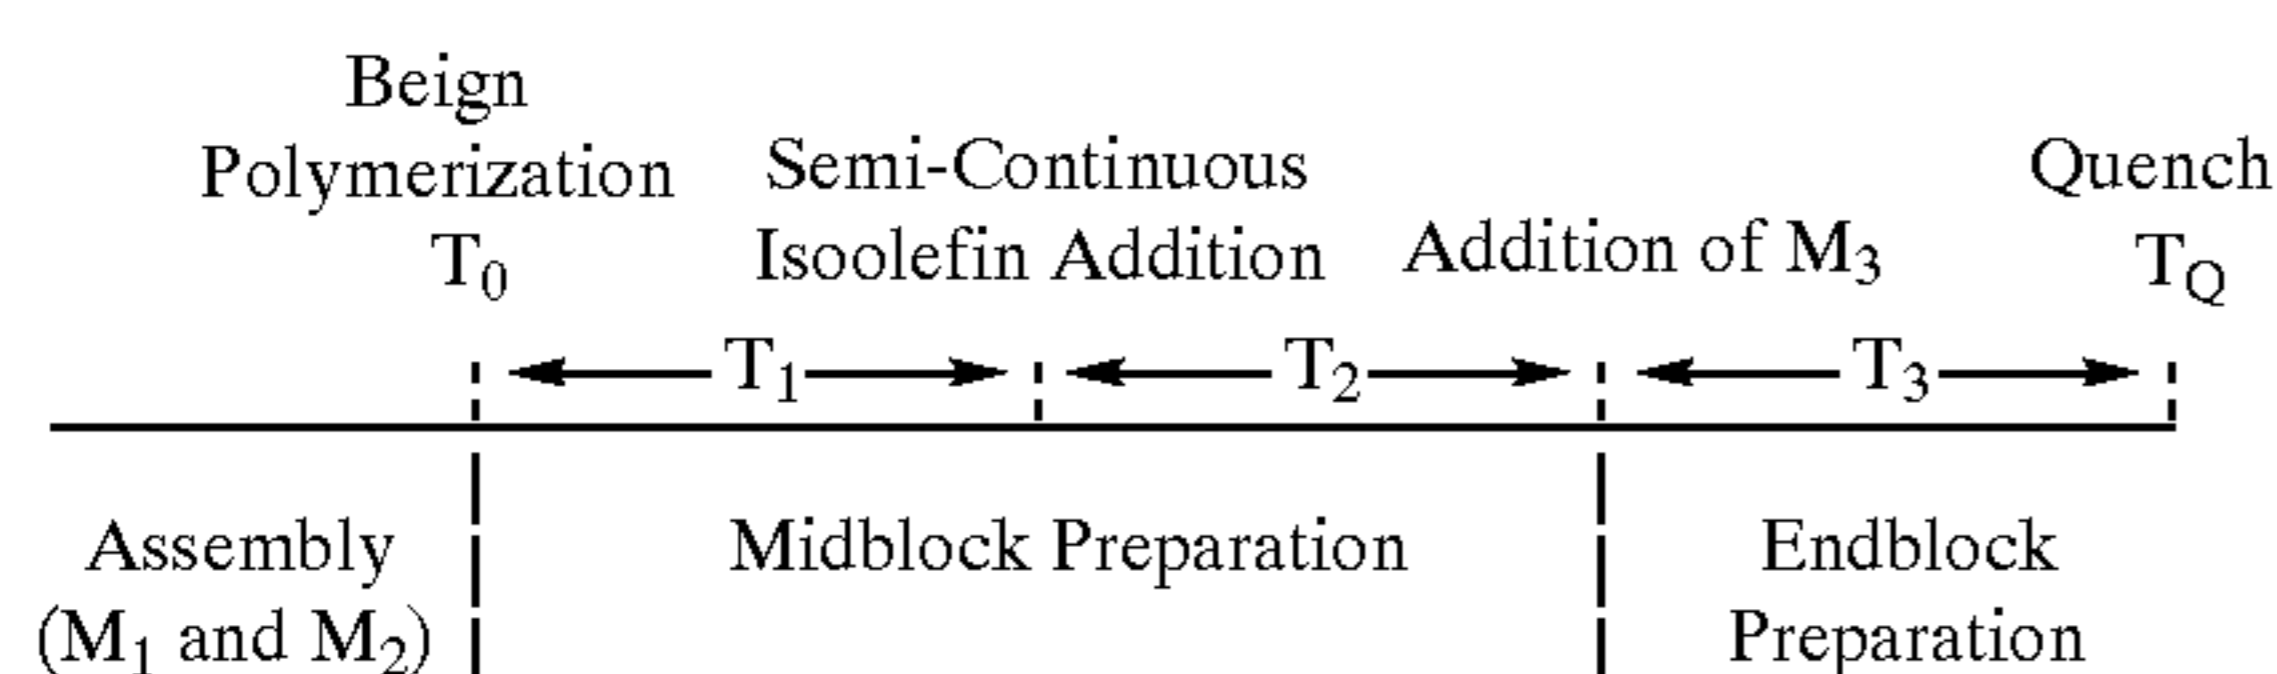 Beign
Polymerization
T₀
Semi-Continuous
Isoolefin Addition
Addition of M₃
Quench
T_Q
T₁
T₂
T₃
Assembly
(M₁ and M₂)
Midblock Preparation
Endblock
Preparation